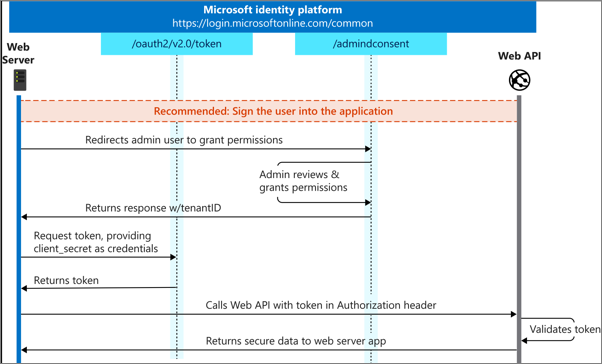 Microsoft identity platform
https://login.microsoftonline.com/common
/oauth2/v2.0/token
/admindconsent
Web
Server
Web API
Recommended: Sign the user into the application
Redirects admin user to grant permissions
Admin reviews &
grants permissions
Returns response w/tenantID
Request token, providing
client_secret as credentials
Returns token
Calls Web API with token in Authorization header
Validates token
Returns secure data to web server app